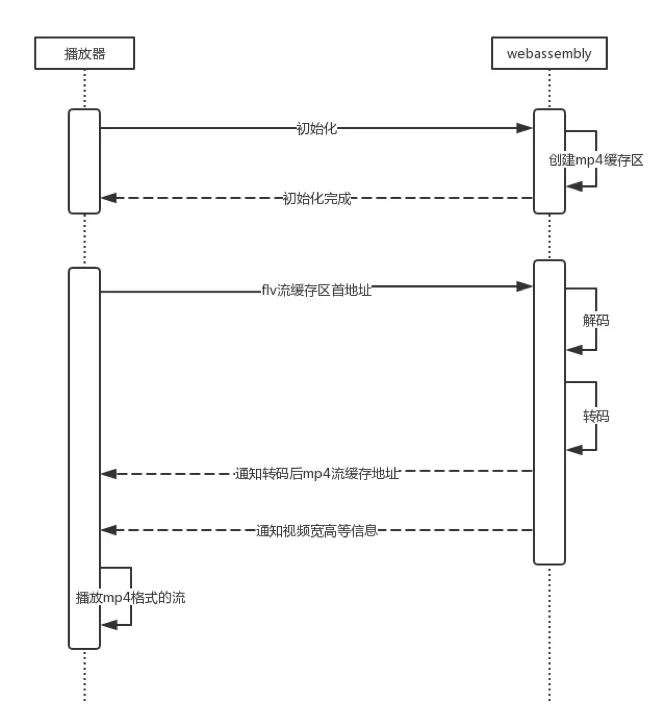 播放器
webassembly
初始化
创建mp4缓存区
初始化完成
flv流缓存区首地址
解码
转码
通知转码后mp4流缓存地址
通知视频宽高等信息
播放mp4格式的流